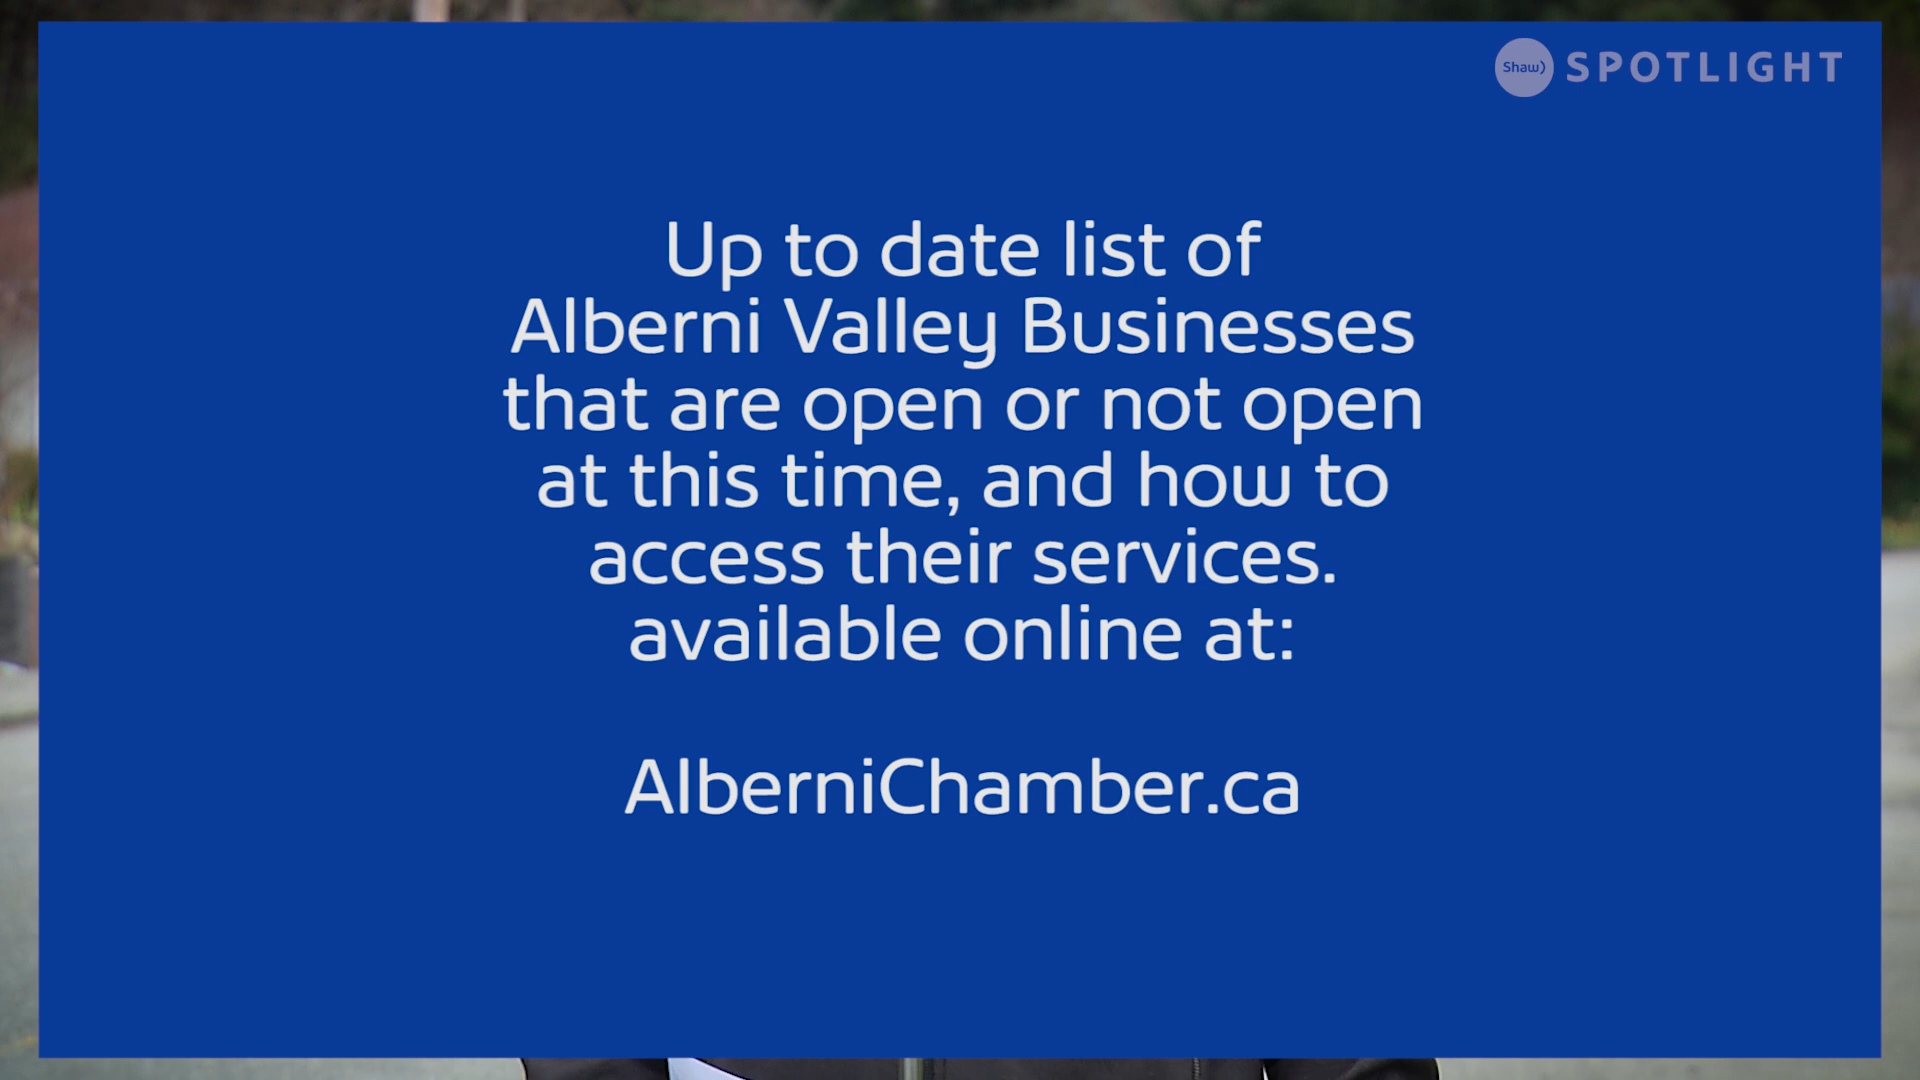 Shaw) SPOTLIGHT
Up to date list of
Alberni Valley Businesses
that are open or not open
at this time, and how to
access their services.
available online at:
AlberniChamber.ca